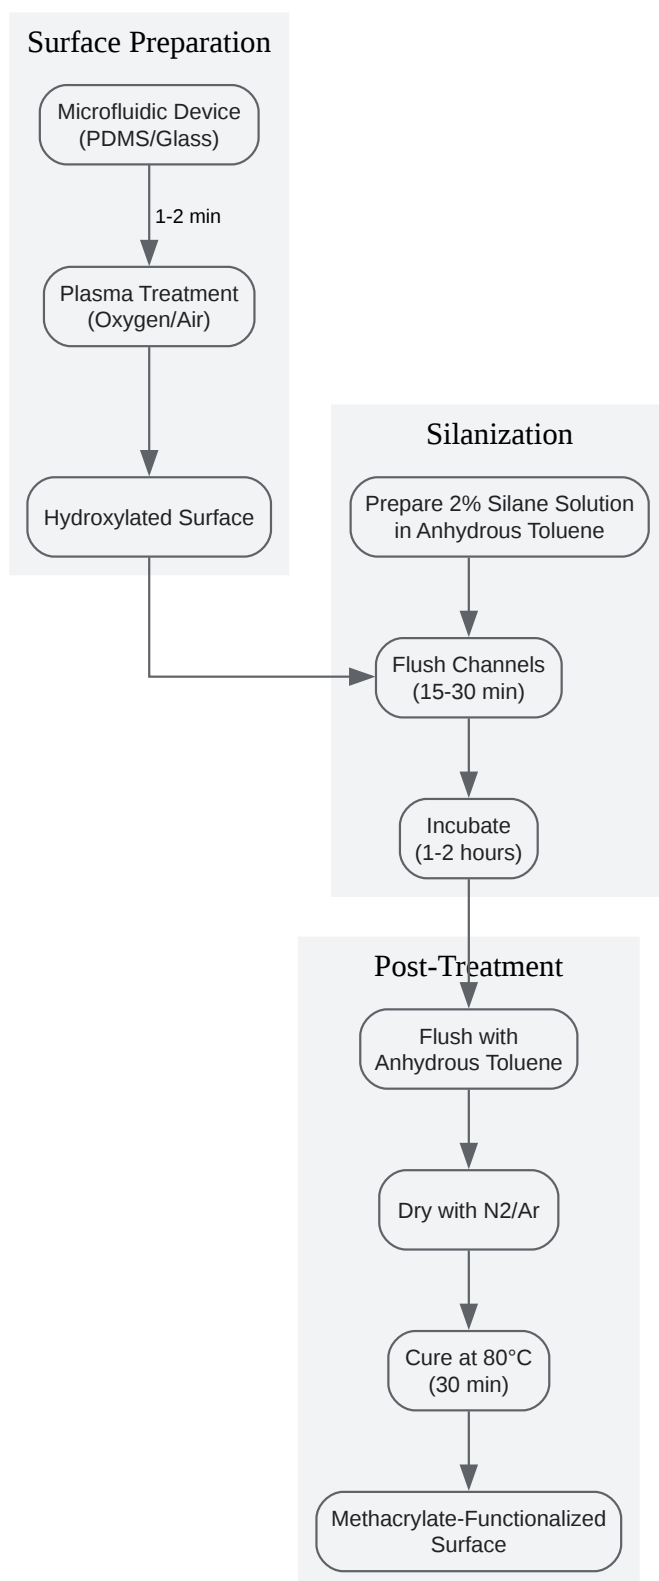 Surface Preparation
Microfluidic Device
(PDMS/Glass)
1-2 min
Plasma Treatment
(Oxygen/Air)
Hydroxylated Surface
Silanization
Prepare 2% Silane Solution
in Anhydrous Toluene
Flush Channels
(15-30 min)
Incubate
(1-2 hours)
Post-Treatment
Flush with
Anhydrous Toluene
Dry with N2/Ar
Cure at 80°C
(30 min)
Methacrylate-Functionalized
Surface